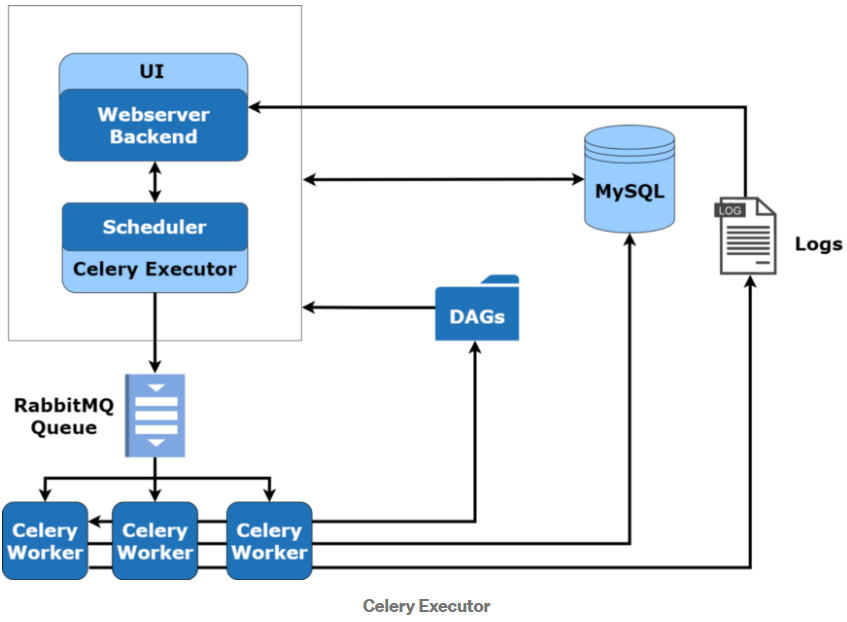 UI
Webserver
Backend
Scheduler
Celery Executor
MySQL
LOG
Logs
DAGs
RabbitMQ
Queue
Celery
Worker
Celery
Worker
Celery
Worker
Celery Executor